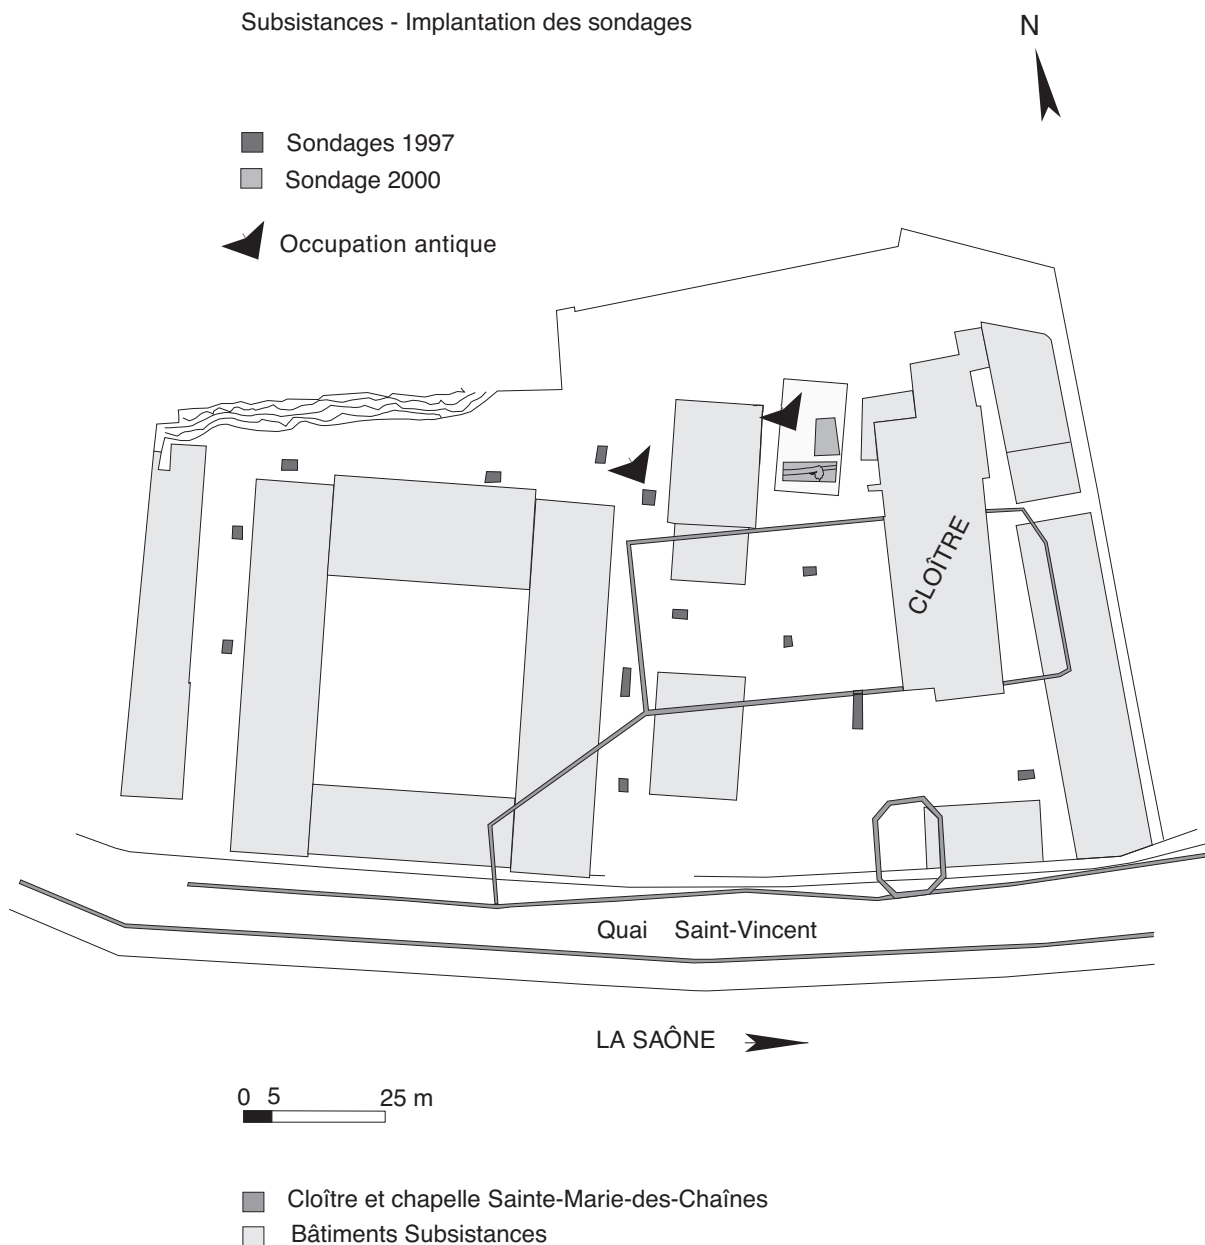 Subsistances - Implantation des sondages
N
Sondages 1997
Sondage 2000
Occupation antique
CLOÎTRE
Quai Saint-Vincent
LA SAÔNE
0 5 25 m
Cloître et chapelle Sainte-Marie-des-Chaînes
Bâtiments Subsistances